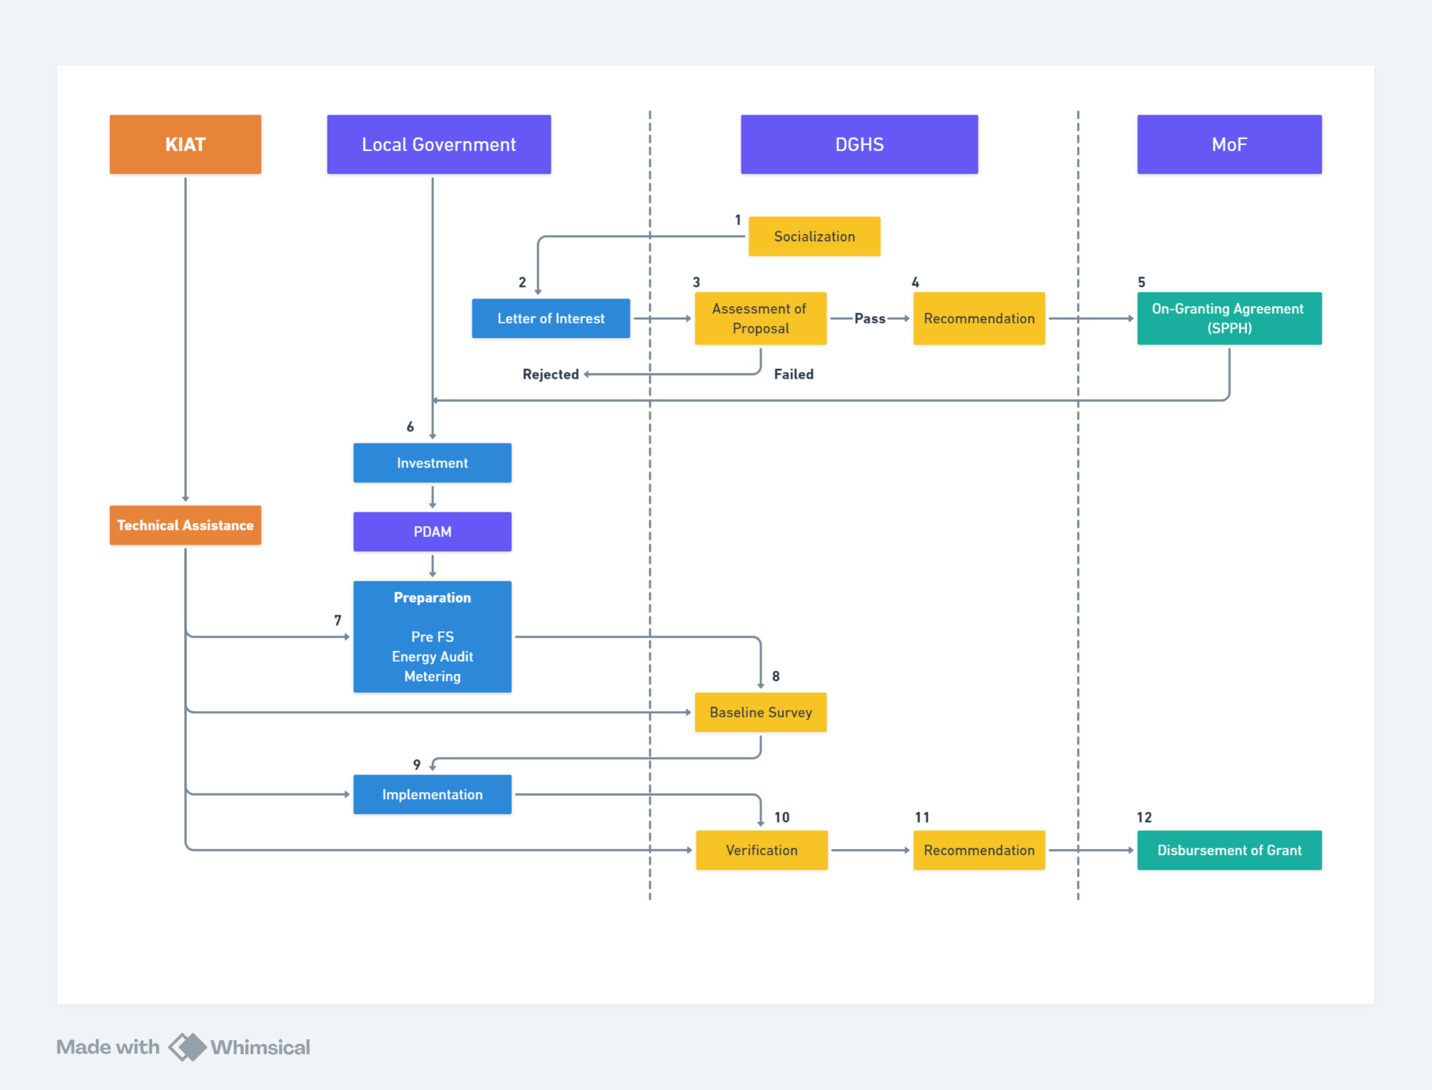 KIAT
Local Government
DGHS
MoF
1
Socialization
2
Letter of Interest
3
Assessment of
Proposal
Pass
4
Recommendation
5
On-Granting Agreement
(SPPH)
Rejected
Failed
6
Investment
Technical Assistance
PDAM
7
Preparation
Pre FS
Energy Audit
Metering
8
Baseline Survey
9
Implementation
10
Verification
11
Recommendation
12
Disbursement of Grant
Made with Whimsical